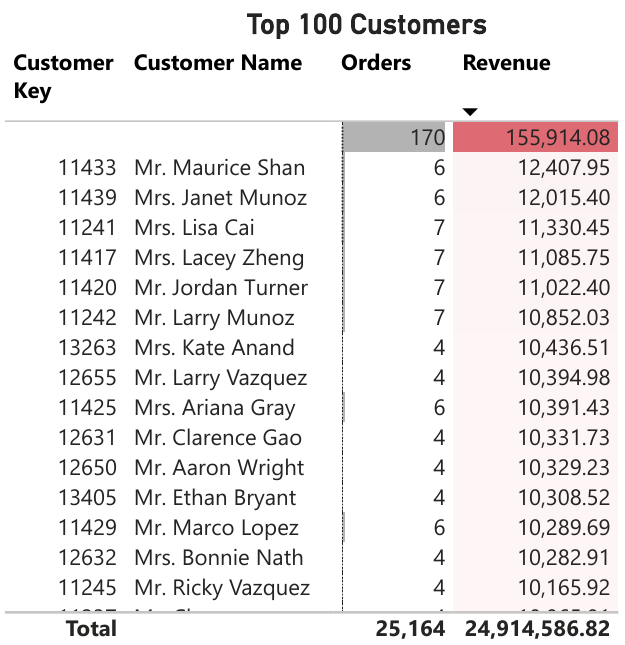 Top 100 Customers
Customer Key Customer Name Orders Revenue
170 155,914.08
11433 Mr. Maurice Shan 6 12,407.95
11439 Mrs. Janet Munoz 6 12,015.40
11241 Mrs. Lisa Cai 7 11,330.45
11417 Mrs. Lacey Zheng 7 11,085.75
11420 Mr. Jordan Turner 7 11,022.40
11242 Mr. Larry Munoz 7 10,852.03
13263 Mrs. Kate Anand 4 10,436.51
12655 Mr. Larry Vazquez 4 10,394.98
11425 Mrs. Ariana Gray 6 10,391.43
12631 Mr. Clarence Gao 4 10,331.73
12650 Mr. Aaron Wright 4 10,329.23
13405 Mr. Ethan Bryant 4 10,308.52
11429 Mr. Marco Lopez 6 10,289.69
12632 Mrs. Bonnie Nath 4 10,282.91
11245 Mr. Ricky Vazquez 4 10,165.92
Total 25,164 24,914,586.82